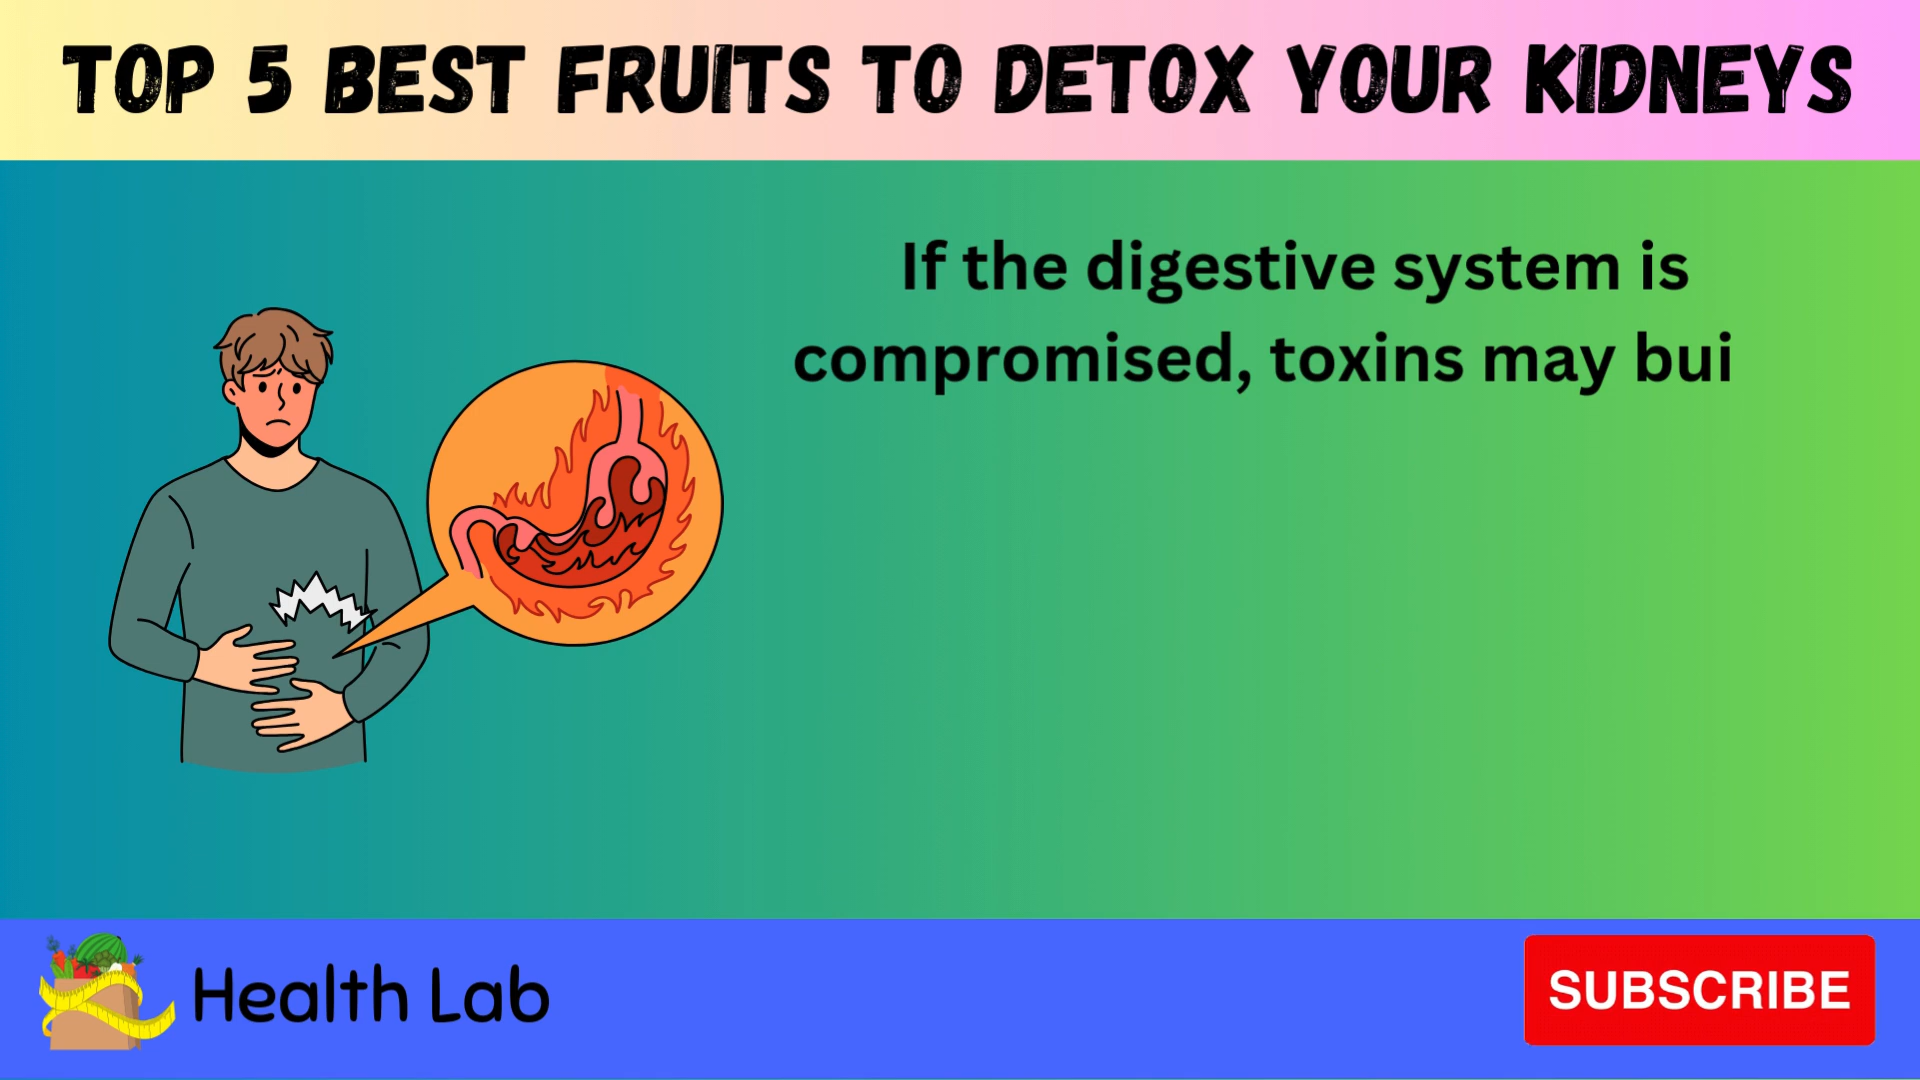 TOP 5 BEST FRUITS TO DETOX YOUR KIDNEYS
If the digestive system is
compromised, toxins may bui
Health Lab
SUBSCRIBE